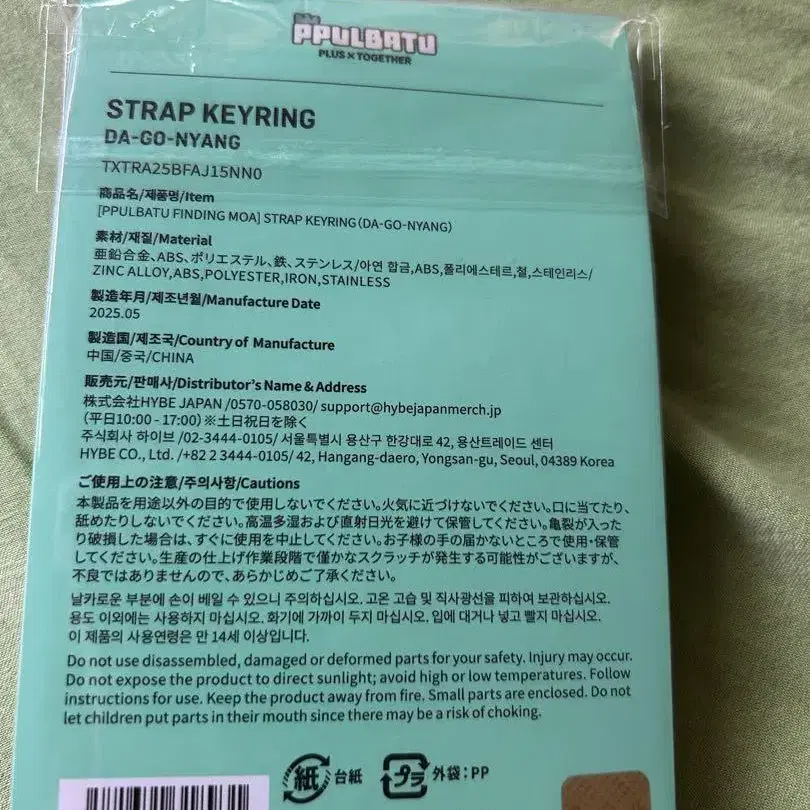 PPULBATU
PLUS X TOGETHER
STRAP KEYRING
DA-GO-NYANG
TXTRA25BFAJ15NN0
商品名/제품명/Item
[PPULBATU FINDING MOA] STRAP KEYRING(DA-GO-NYANG)
素材/재질/Material
亜鉛合金、ABS、ポリエステル、鉄、ステンレス/아연 합금,ABS,폴리에스테르,철,스테인리스/
ZINC ALLOY,ABS,POLYESTER,IRON,STAINLESS
製造年月/제조년월/Manufacture Date
2025.05
製造国/제조국/Country of Manufacture
中国/중국/CHINA
販売元/판매사/Distributor's Name & Address
株式会社HYBE JAPAN /0570-058030/ support@hybejapanmerch.jp
(平日10:00 - 17:00)※土日祝日を除く
주식회사 하이브 /02-3444-0105/ 서울특별시 용산구 한강대로 42, 용산트레이드 센터
HYBE CO., Ltd. /+82 2 3444-0105/ 42, Hangang-daero, Yongsan-gu, Seoul, 04389 Korea
ご使用上の注意/주의사항/Cautions
本製品を用途以外の目的で使用しないでください。火気に近づけないでください。口に当てたり、
舐めたりしないでください。高温多湿および直射日光を避けて保管してください。亀裂が入った
り破損した場合は、すぐに使用を中止してください。お子様の手の届かないところで使用・保管
してください。生産の仕上げ作業段階で僅かなスクラッチが発生する可能性がございますが、
不良ではありませんので、あらかじめご了承ください。
날카로운 부분에 손이 베일 수 있으니 주의하십시오. 고온 고습 및 직사광선을 피하여 보관하십시오.
용도 이외에는 사용하지 마십시오. 화기에 가까이 두지 마십시오. 입에 대거나 넣고 빨지 마십시오.
이 제품의 사용연령은 만 14세 이상입니다.
Do not use disassembled, damaged or deformed parts for your safety. Injury may occur.
Do not expose the product to direct sunlight; avoid high or low temperatures. Follow
instructions for use. Keep the product away from fire. Small parts are enclosed. Do not
let children put parts in their mouth since there may be a risk of choking.
紙 台紙 プラ 外袋:PP